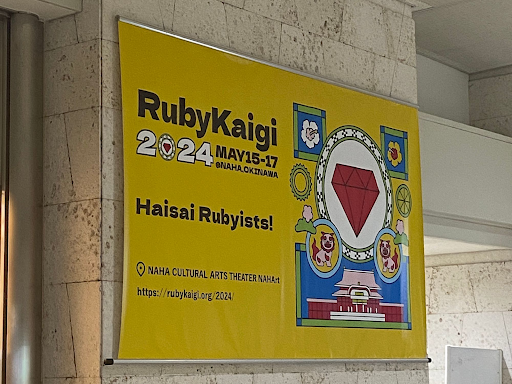 RubyKaigi
2024 MAY15-17
@NAHA,OKINAWA
Haisai Rubyists!
NAHA CULTURAL ARTS THEATER NAHArt
https://rubykaigi.org/2024/